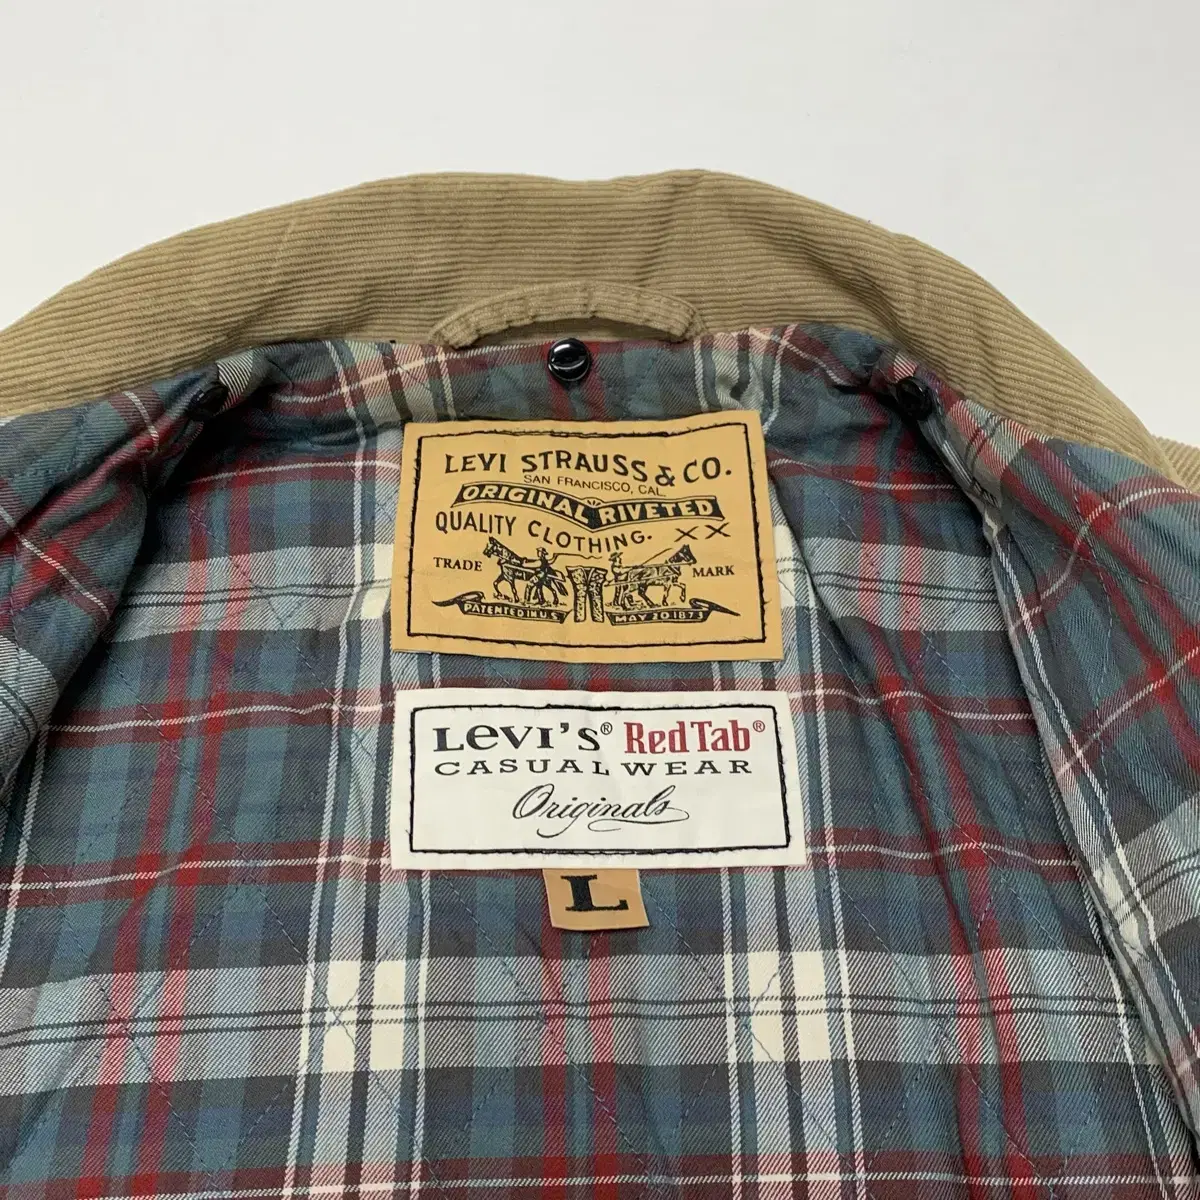 LEVI STRAUSS & CO.
SAN FRANCISCO, CAL.
ORIGINAL RIVETED
QUALITY CLOTHING. XX
TRADE MARK
PATENTED IN U.S. MAY 20 1873
Levi's® Red Tab®
CASUAL WEAR
Originals
L